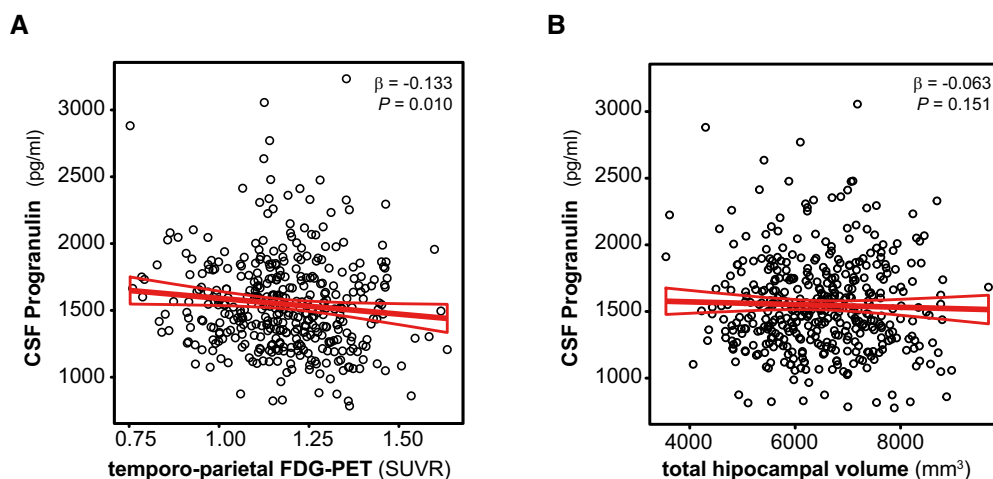 A
β = -0.133
P = 0.010
CSF Progranulin (pg/ml)
3000
2500
2000
1500
1000
0.75
1.00
1.25
1.50
temporo-parietal FDG-PET (SUVR)
B
β = -0.063
P = 0.151
CSF Progranulin (pg/ml)
3000
2500
2000
1500
1000
4000
6000
8000
total hipocampal volume (mm³)